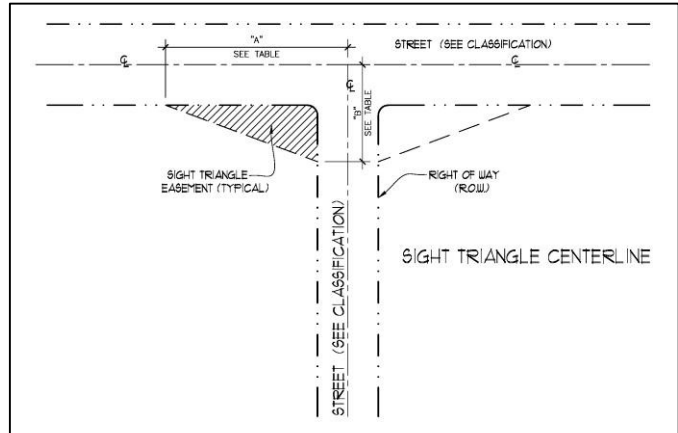 "A"
SEE TABLE
STREET (SEE CLASSIFICATION)
℄
℄
℄
"B"
SEE TABLE
SIGHT TRIANGLE
EASEMENT (TYPICAL)
RIGHT OF WAY
(R.O.W.)
SIGHT TRIANGLE CENTERLINE
STREET (SEE CLASSIFICATION)